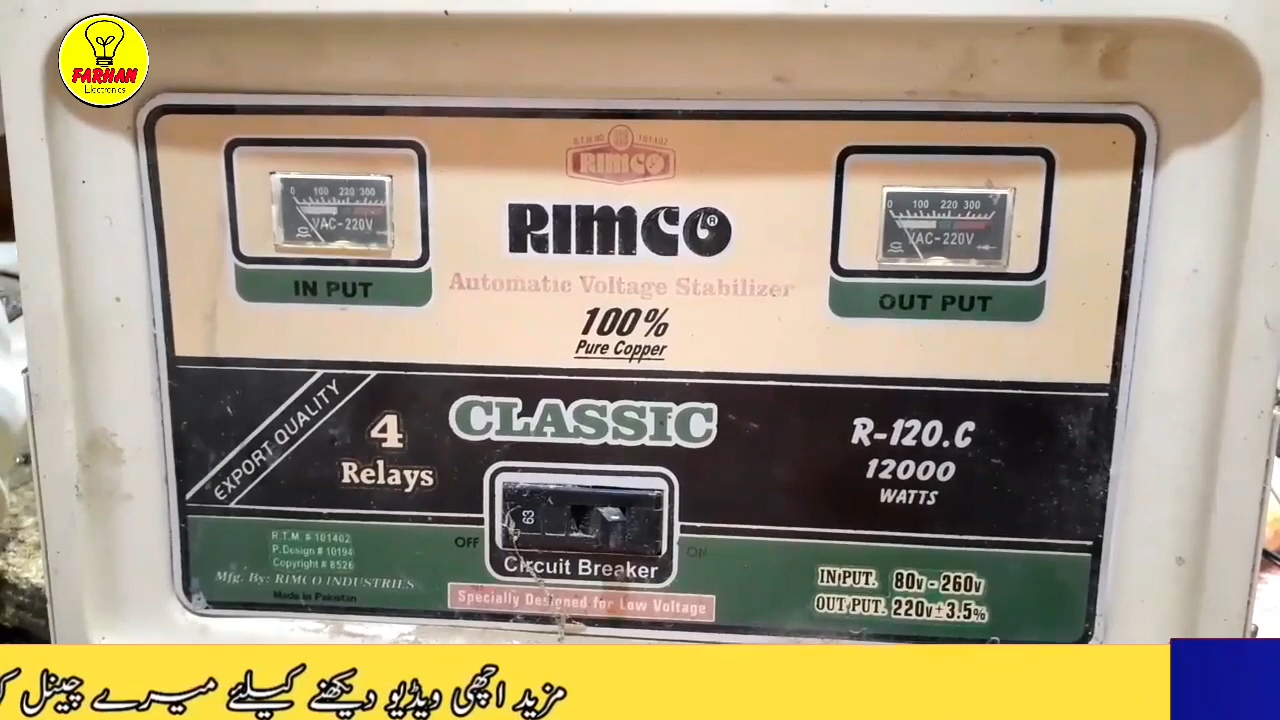 FARHAN
Electronics
R.T.M. NO 101402
RIMCO
0 100 220 300
VAC-220V
IN PUT
RIMCO®
Automatic Voltage Stabilizer
100%
Pure Copper
0 100 220 300
VAC-220V
OUT PUT
EXPORT QUALITY
4
Relays
CLASSIC
R-120.C
12000
WATTS
63
OFF
ON
Circuit Breaker
R.T.M. # 101402
P.Design # 10194
Copyright # 8526
Mfg. By: RIMCO INDUSTRIES
Made in Pakistan
Specially Designed for Low Voltage
IN PUT. 80v - 260v
OUT PUT. 220v±3.5%
مزید اچھی ویڈیو دیکھنے کیلئے میرے چینل